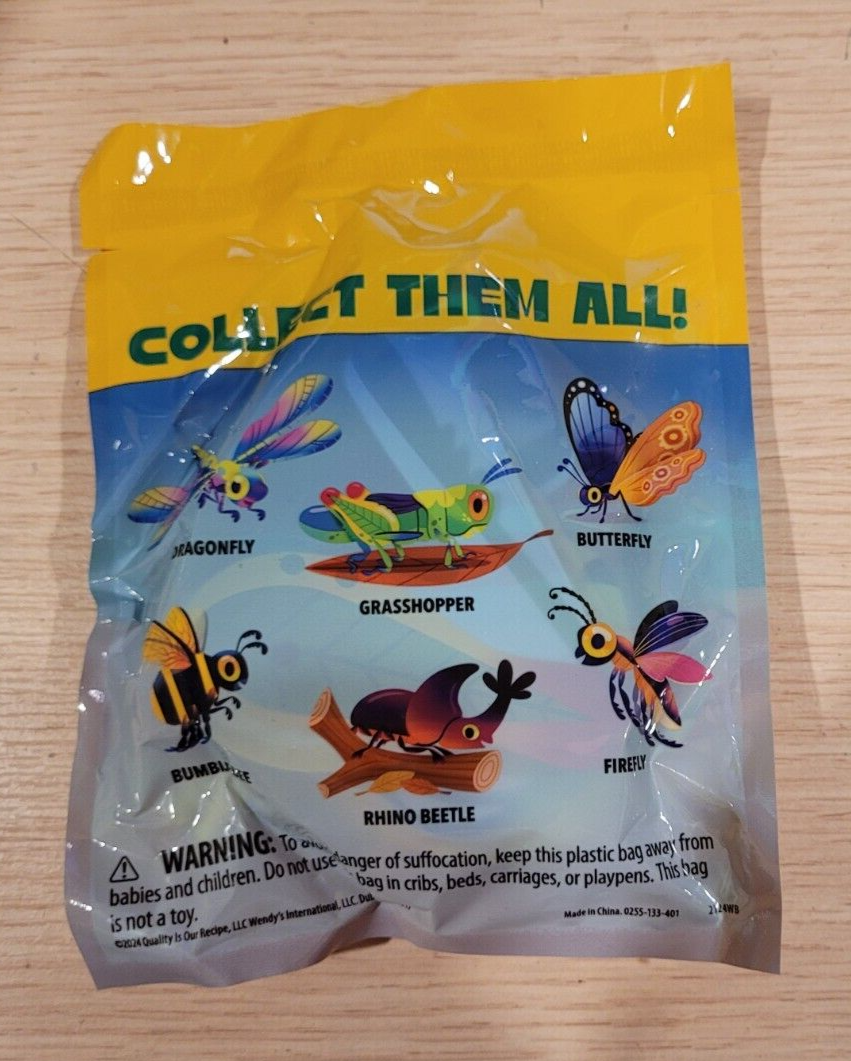 COLLECT THEM ALL!
DRAGONFLY
BUTTERFLY
GRASSHOPPER
FIREFLY
RHINO BEETLE
WARNING: To danger of suffocation, keep this plastic bag away from
babies and children. Do not use bag in cribs, beds, carriages, or playpens. This bag
is not a toy.
©2024 Quality Is Our Recipe, LLC Wendy's International, LLC.
Made in China. 0255-133-401